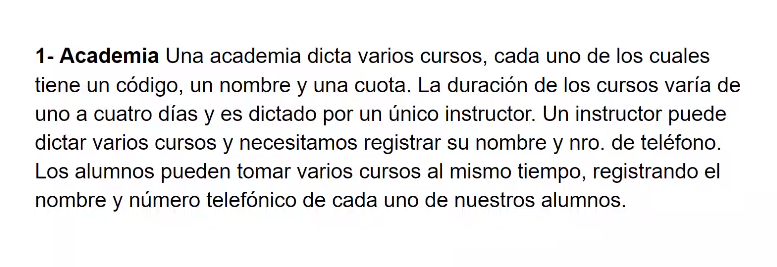 1- Academia Una academia dicta varios cursos, cada uno de los cuales
tiene un código, un nombre y una cuota. La duración de los cursos varía de
uno a cuatro días y es dictado por un único instructor. Un instructor puede
dictar varios cursos y necesitamos registrar su nombre y nro. de teléfono.
Los alumnos pueden tomar varios cursos al mismo tiempo, registrando el
nombre y número telefónico de cada uno de nuestros alumnos.